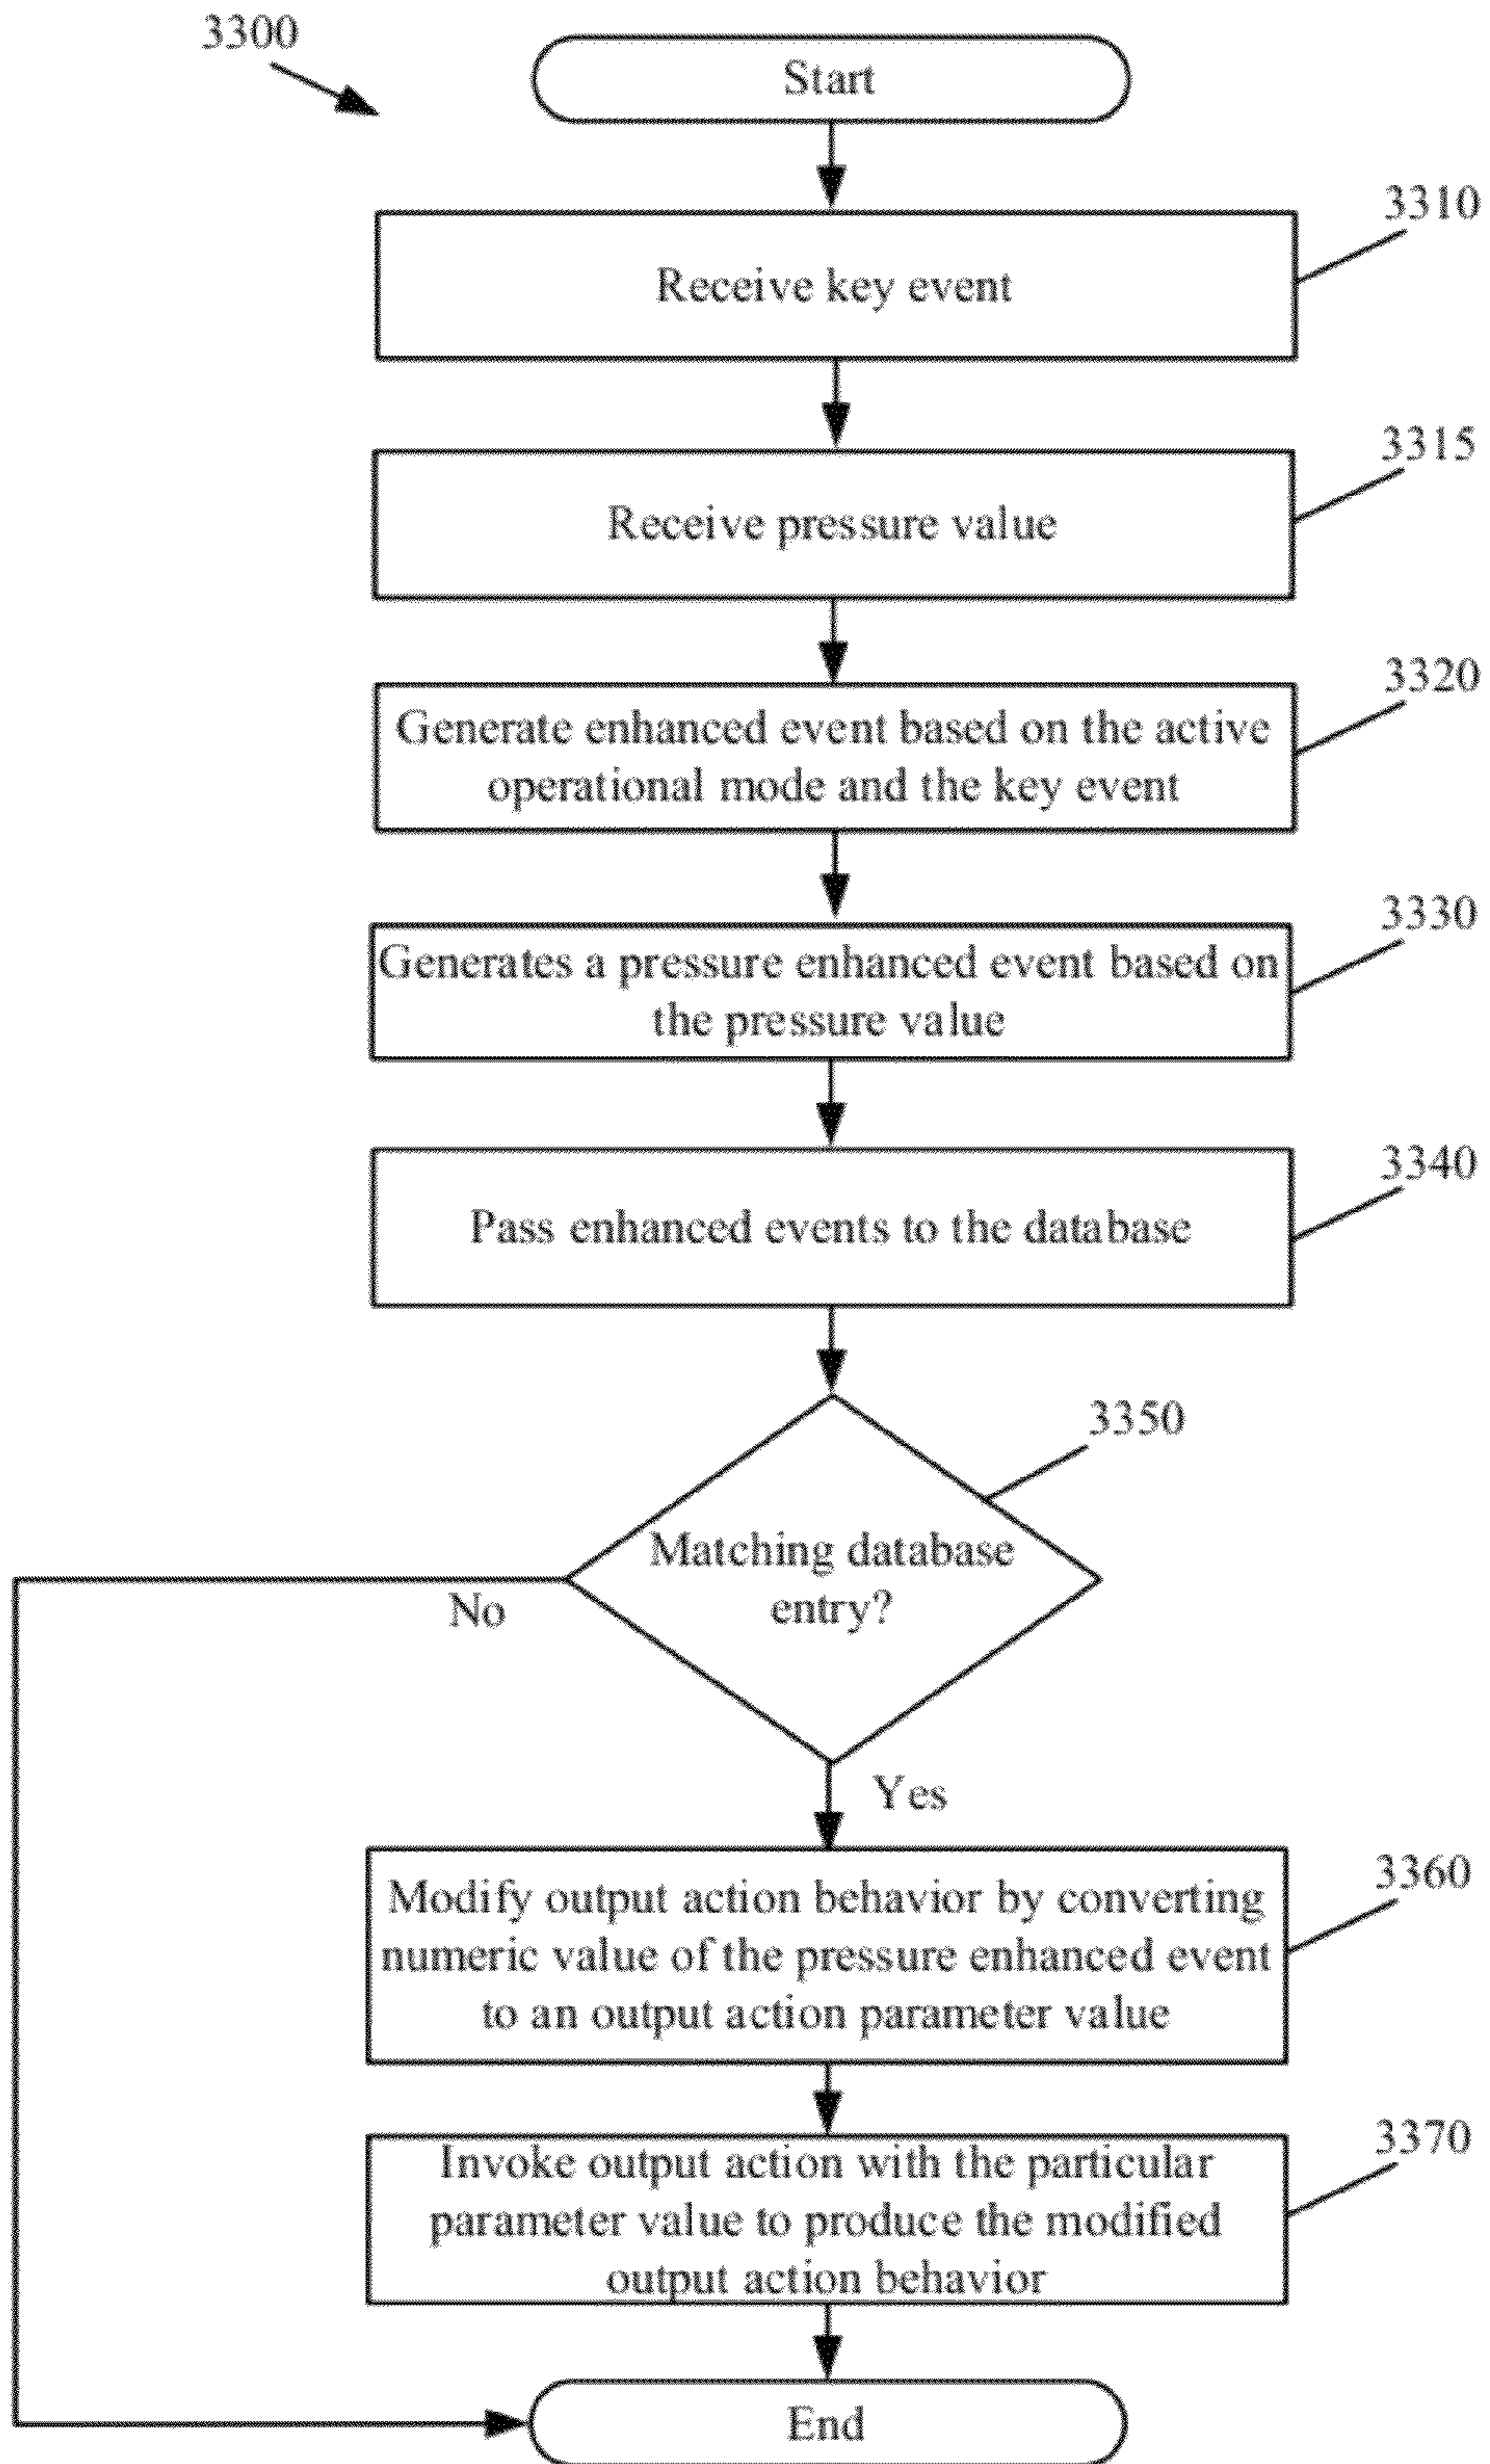 3300
Start
3310
Receive key event
3315
Receive pressure value
3320
Generate enhanced event based on the active
operational mode and the key event
3330
Generates a pressure enhanced event based on
the pressure value
3340
Pass enhanced events to the database
3350
Matching database
entry?
No
Yes
3360
Modify output action behavior by converting
numeric value of the pressure enhanced event
to an output action parameter value
3370
Invoke output action with the particular
parameter value to produce the modified
output action behavior
End